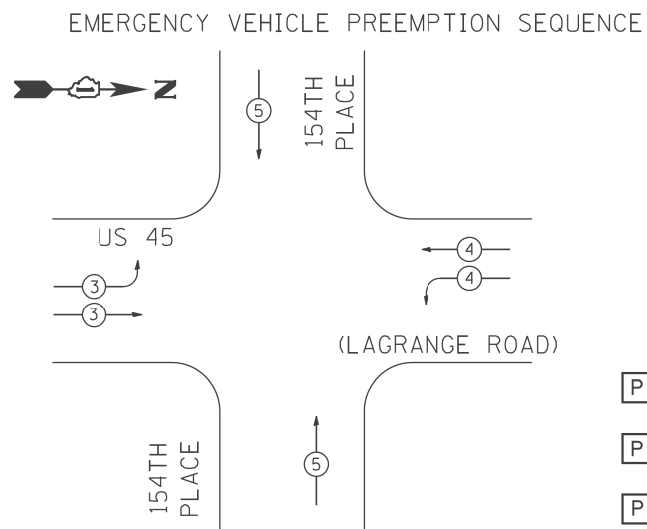 EMERGENCY VEHICLE PREEMPTION SEQUENCE
N
5
154TH
PLACE
US 45
4
3
4
3
(LAGRANGE ROAD)
P
P
154TH
PLACE
5
P